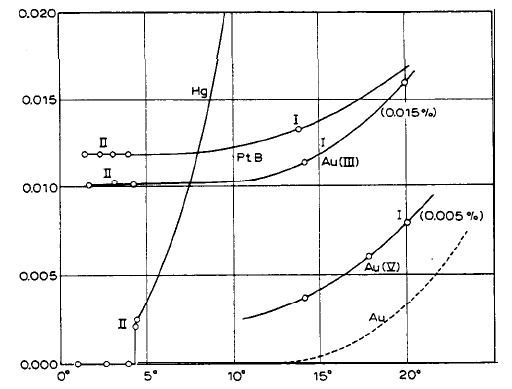 0.020
Hg
0.015
I
(0.015%)
II
I
Pt B
Au(III)
II
0.010
I
(0.005%)
0.005
Au(V)
II
Au
0.000
0° 5° 10° 15° 20°